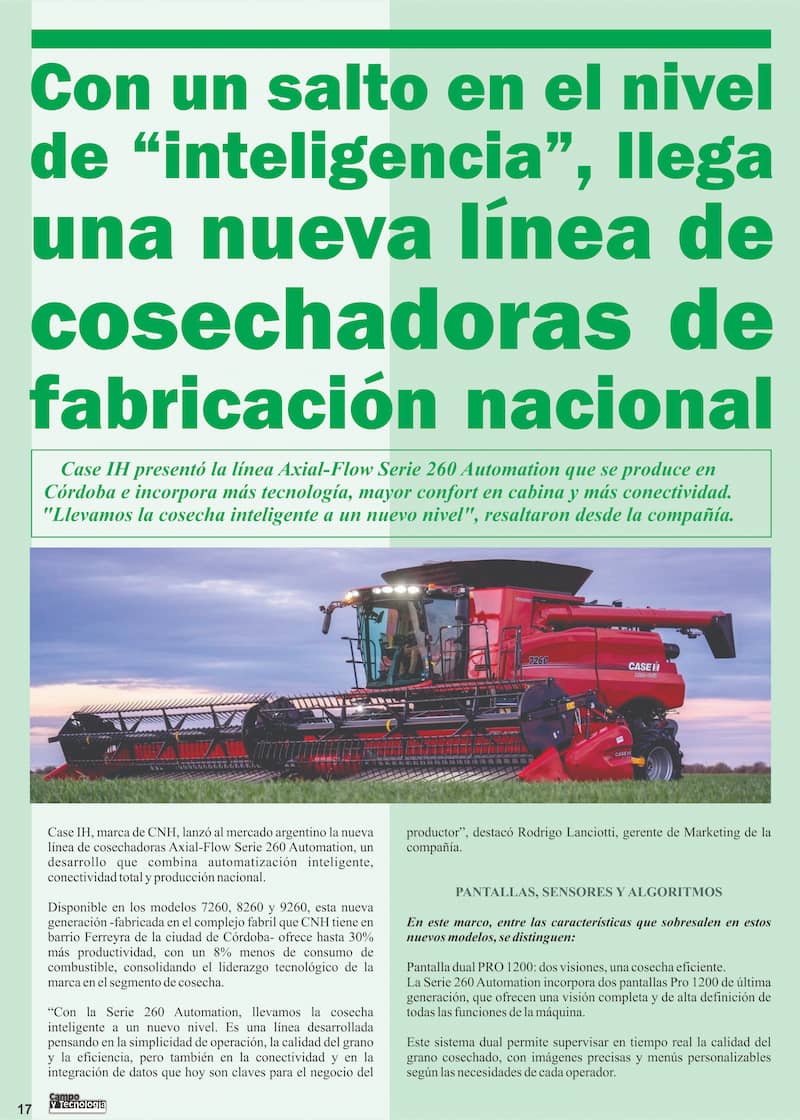 Con un salto en el nivel
de “inteligencia”, llega
una nueva línea de
cosechadoras de
fabricación nacional
Case IH presentó la línea Axial-Flow Serie 260 Automation que se produce en
Córdoba e incorpora más tecnología, mayor confort en cabina y más conectividad.
"Llevamos la cosecha inteligente a un nuevo nivel", resaltaron desde la compañía.
7260
CASE IH
Case IH, marca de CNH, lanzó al mercado argentino la nueva
línea de cosechadoras Axial-Flow Serie 260 Automation, un
desarrollo que combina automatización inteligente,
conectividad total y producción nacional.
Disponible en los modelos 7260, 8260 y 9260, esta nueva
generación -fabricada en el complejo fabril que CNH tiene en
barrio Ferreyra de la ciudad de Córdoba- ofrece hasta 30%
más productividad, con un 8% menos de consumo de
combustible, consolidando el liderazgo tecnológico de la
marca en el segmento de cosecha.
“Con la Serie 260 Automation, llevamos la cosecha
inteligente a un nuevo nivel. Es una línea desarrollada
pensando en la simplicidad de operación, la calidad del grano
y la eficiencia, pero también en la conectividad y en la
integración de datos que hoy son claves para el negocio del
productor”, destacó Rodrigo Lanciotti, gerente de Marketing de la
compañía.
PANTALLAS, SENSORES Y ALGORITMOS
En este marco, entre las características que sobresalen en estos
nuevos modelos, se distinguen:
Pantalla dual PRO 1200: dos visiones, una cosecha eficiente.
La Serie 260 Automation incorpora dos pantallas Pro 1200 de última
generación, que ofrecen una visión completa y de alta definición de
todas las funciones de la máquina.
Este sistema dual permite supervisar en tiempo real la calidad del
grano cosechado, con imágenes precisas y menús personalizables
según las necesidades de cada operador.
17
Campo
y Tecnología